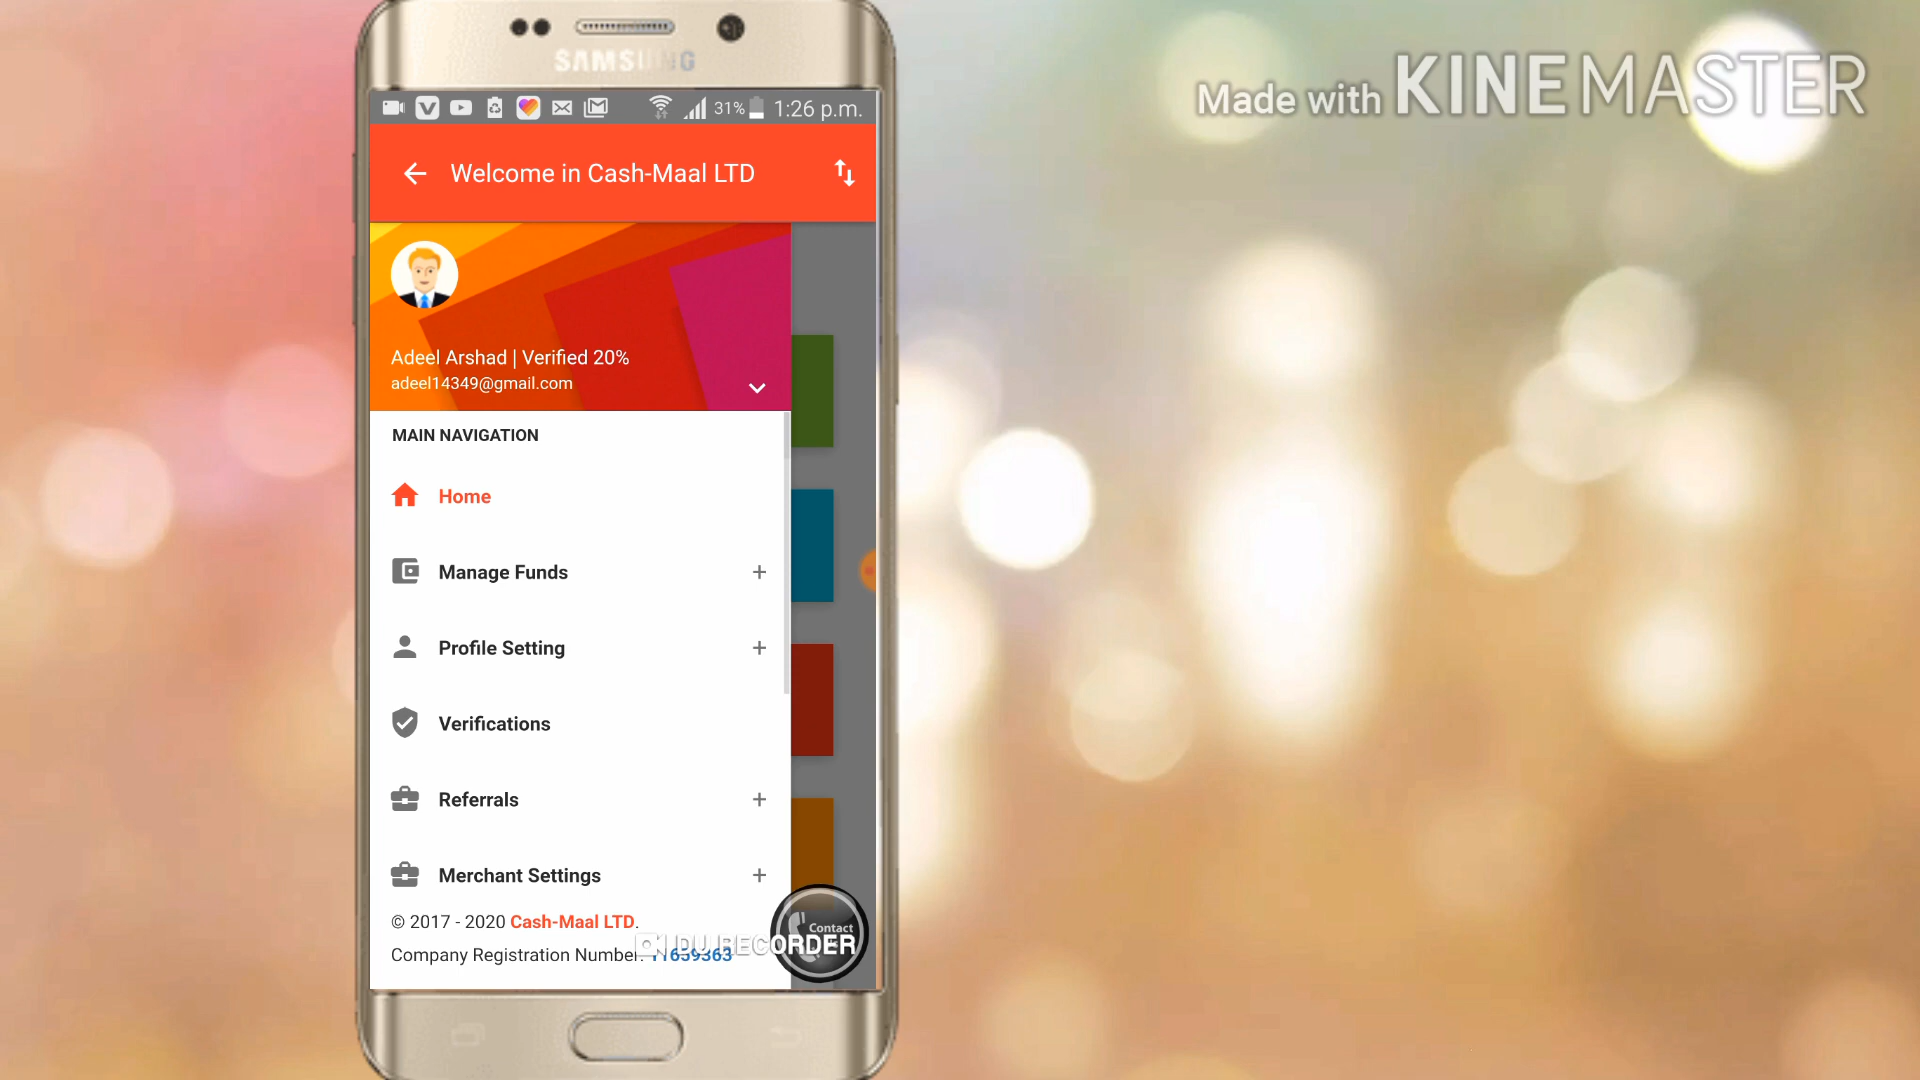 SAMSUNG
Made with KINEMASTER
31% 1:26 p.m.
Welcome in Cash-Maal LTD
Adeel Arshad | Verified 20%
adeel14349@gmail.com
MAIN NAVIGATION
Home
Manage Funds +
Profile Setting +
Verifications
Referrals +
Merchant Settings +
© 2017 - 2020 Cash-Maal LTD.
Contact
DU RECORDER
Company Registration Number: 11659363